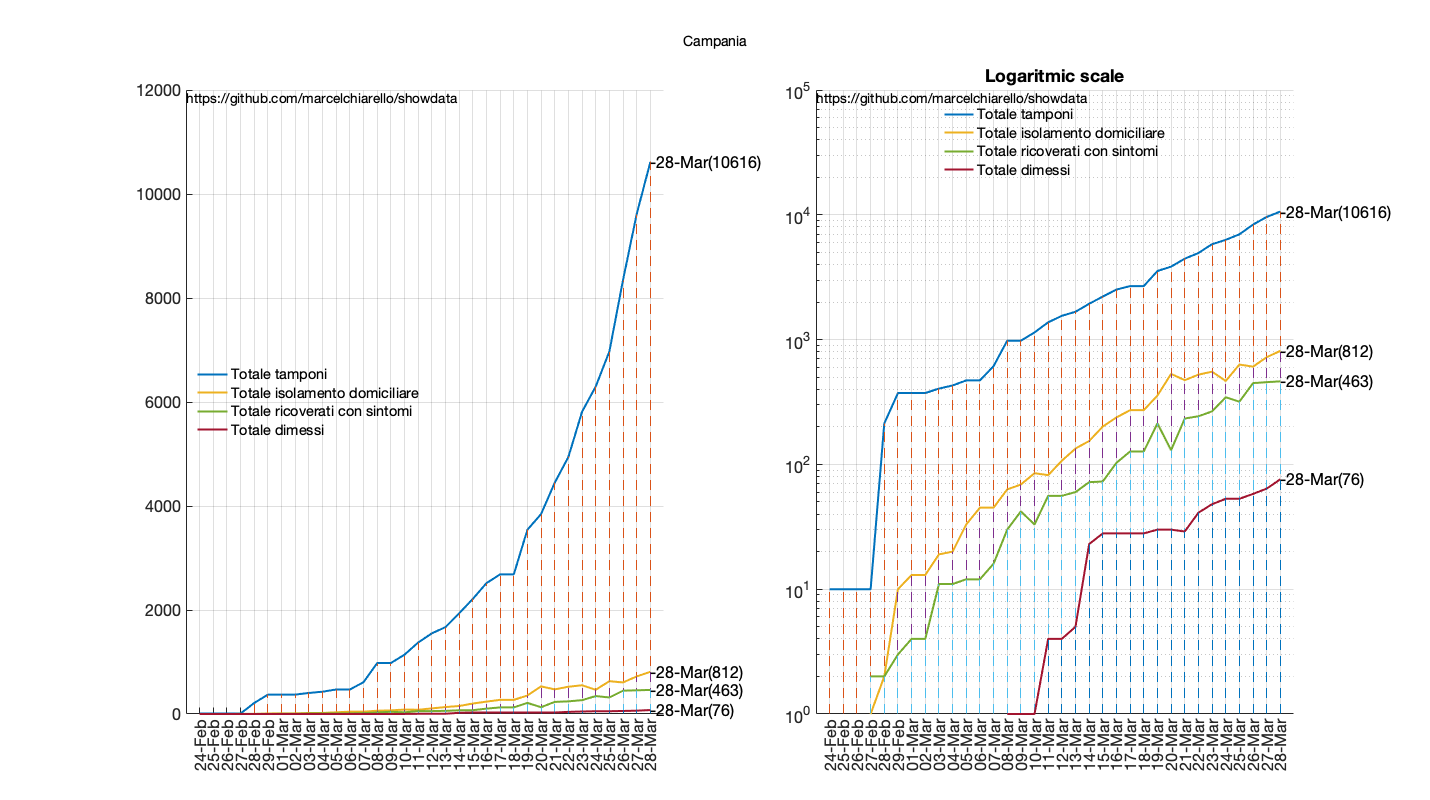 Campania
12000
10000
8000
6000
4000
2000
0
https://github.com/marcelchiarello/showdata
28-Mar(10616)
Totale tamponi
Totale isolamento domiciliare
Totale ricoverati con sintomi
Totale dimessi
28-Mar(812)
28-Mar(463)
28-Mar(76)
24-Feb
25-Feb
26-Feb
27-Feb
28-Feb
29-Feb
01-Mar
02-Mar
03-Mar
04-Mar
05-Mar
06-Mar
07-Mar
08-Mar
09-Mar
10-Mar
11-Mar
12-Mar
13-Mar
14-Mar
15-Mar
16-Mar
17-Mar
18-Mar
19-Mar
20-Mar
21-Mar
22-Mar
23-Mar
24-Mar
25-Mar
26-Mar
27-Mar
28-Mar
Logaritmic scale
10^5
10^4
10^3
10^2
10^1
10^0
https://github.com/marcelchiarello/showdata
Totale tamponi
Totale isolamento domiciliare
Totale ricoverati con sintomi
Totale dimessi
28-Mar(10616)
28-Mar(812)
28-Mar(463)
28-Mar(76)
24-Feb
25-Feb
26-Feb
27-Feb
28-Feb
29-Feb
01-Mar
02-Mar
03-Mar
04-Mar
05-Mar
06-Mar
07-Mar
08-Mar
09-Mar
10-Mar
11-Mar
12-Mar
13-Mar
14-Mar
15-Mar
16-Mar
17-Mar
18-Mar
19-Mar
20-Mar
21-Mar
22-Mar
23-Mar
24-Mar
25-Mar
26-Mar
27-Mar
28-Mar